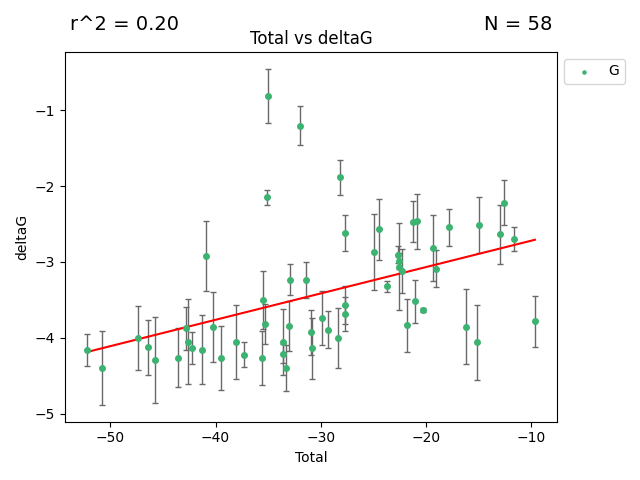 r^2 = 0.20
N = 58
Total vs deltaG
G
deltaG
−1
−2
−3
−4
−5
−50
−40
−30
−20
−10
Total